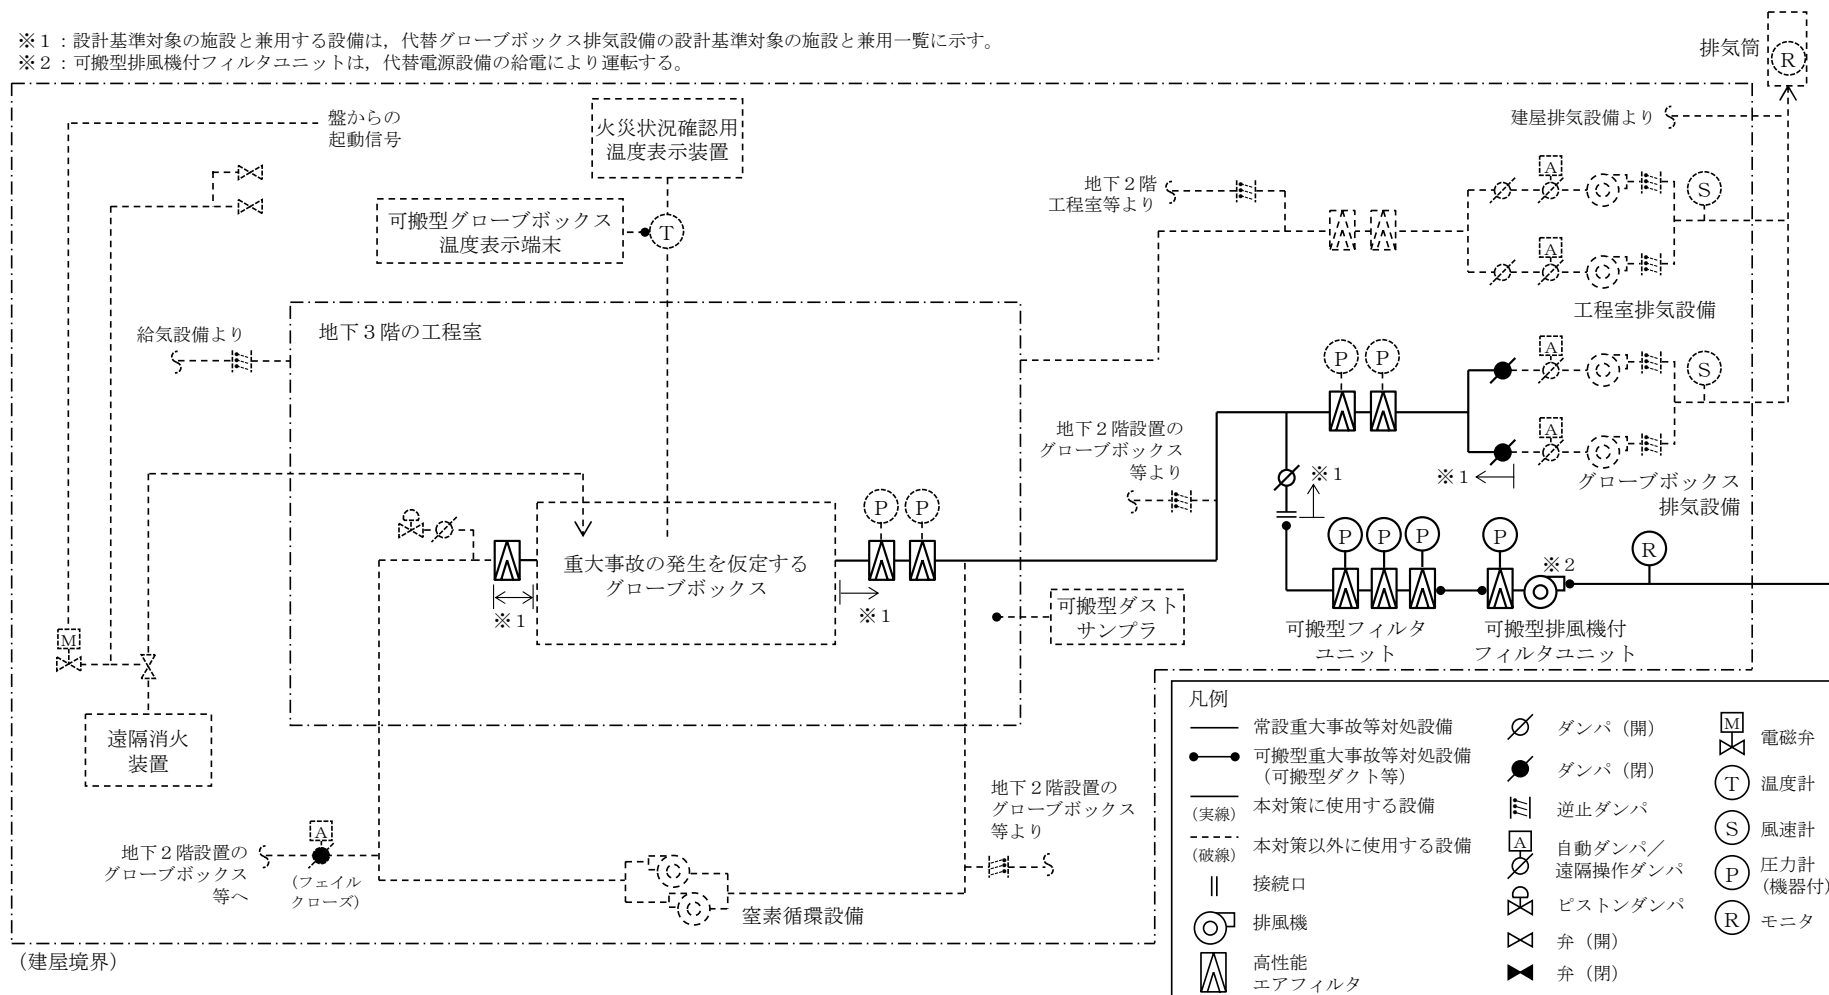 ※１：設計基準対象の施設と兼用する設備は，代替グローブボックス排気設備の設計基準対象の施設と兼用一覧に示す。
※２：可搬型排風機付フィルタユニットは，代替電源設備の給電により運転する。
排気筒
R
盤からの
起動信号
火災状況確認用
温度表示装置
建屋排気設備より
可搬型グローブボックス
温度表示端末
T
地下２階
工程室等より
A
S
A
工程室排気設備
給気設備より
地下３階の工程室
P
P
A
S
A
地下２階設置の
グローブボックス
等より
※１
※１
グローブボックス
排気設備
P
P
重大事故の発生を仮定する
グローブボックス
※１
※１
P
P
P
P
※２
R
可搬型ダスト
サンプラ
可搬型フィルタ
ユニット
可搬型排風機付
フィルタユニット
M
遠隔消火
装置
地下２階設置の
グローブボックス
等へ
A
（フェイル
クローズ）
窒素循環設備
地下２階設置の
グローブボックス
等より
（建屋境界）
凡例
常設重大事故等対処設備
可搬型重大事故等対処設備
（可搬型ダクト等）
（実線）
本対策に使用する設備
（破線）
本対策以外に使用する設備
接続口
排風機
高性能
エアフィルタ
ダンパ（開）
ダンパ（閉）
逆止ダンパ
A
自動ダンパ／
遠隔操作ダンパ
ピストンダンパ
弁（開）
弁（閉）
M
電磁弁
T
温度計
S
風速計
P
圧力計
（機器付）
R
モニタ